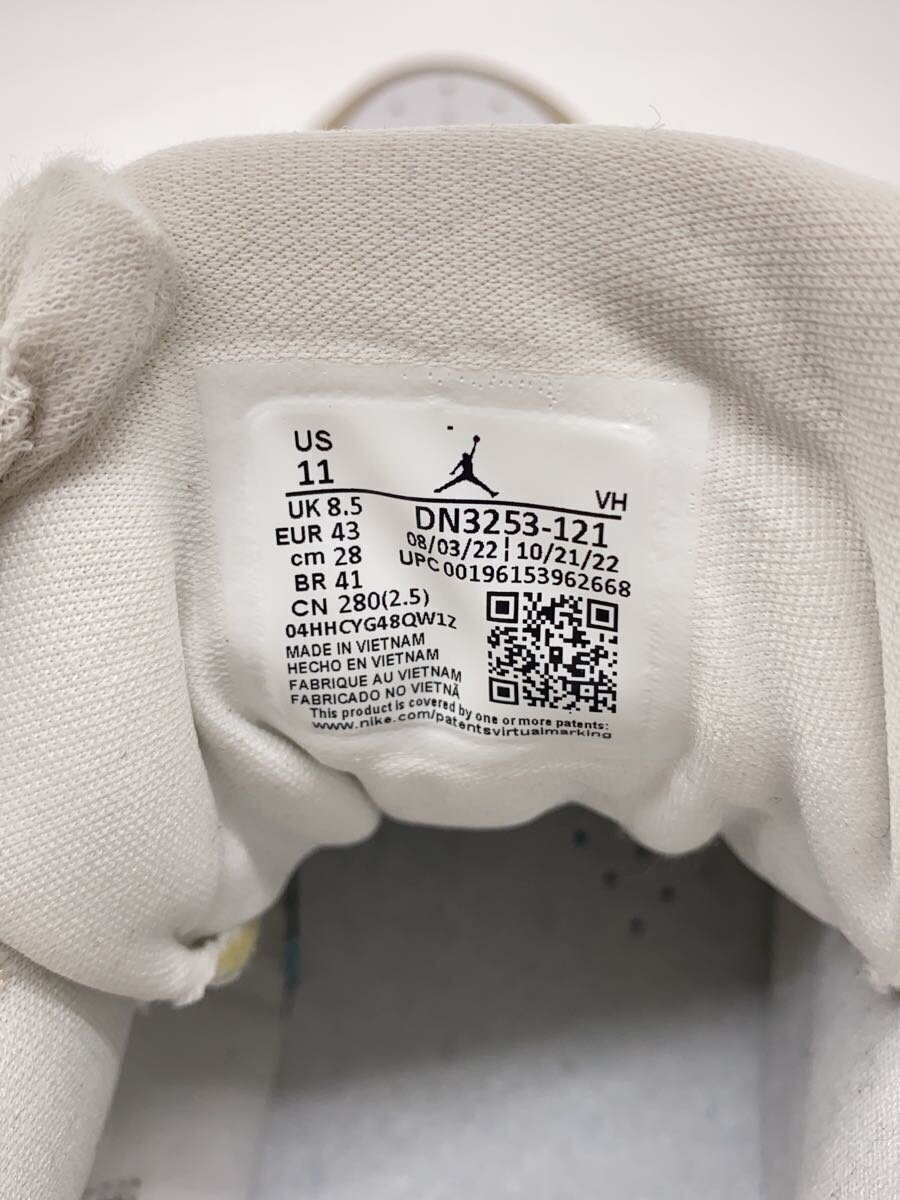 US
11
VH
UK 8.5
EUR 43
cm 28
BR 41
CN 280(2.5)
DN3253-121
08/03/22 | 10/21/22
UPC 00196153962668
04HHCYG48QW1Z
MADE IN VIETNAM
HECHO EN VIETNAM
FABRIQUE AU VIETNAM
FABRICADO NO VIETNÃ
This product is covered by one or more patents:
www.nike.com/patentsvirtualmarking